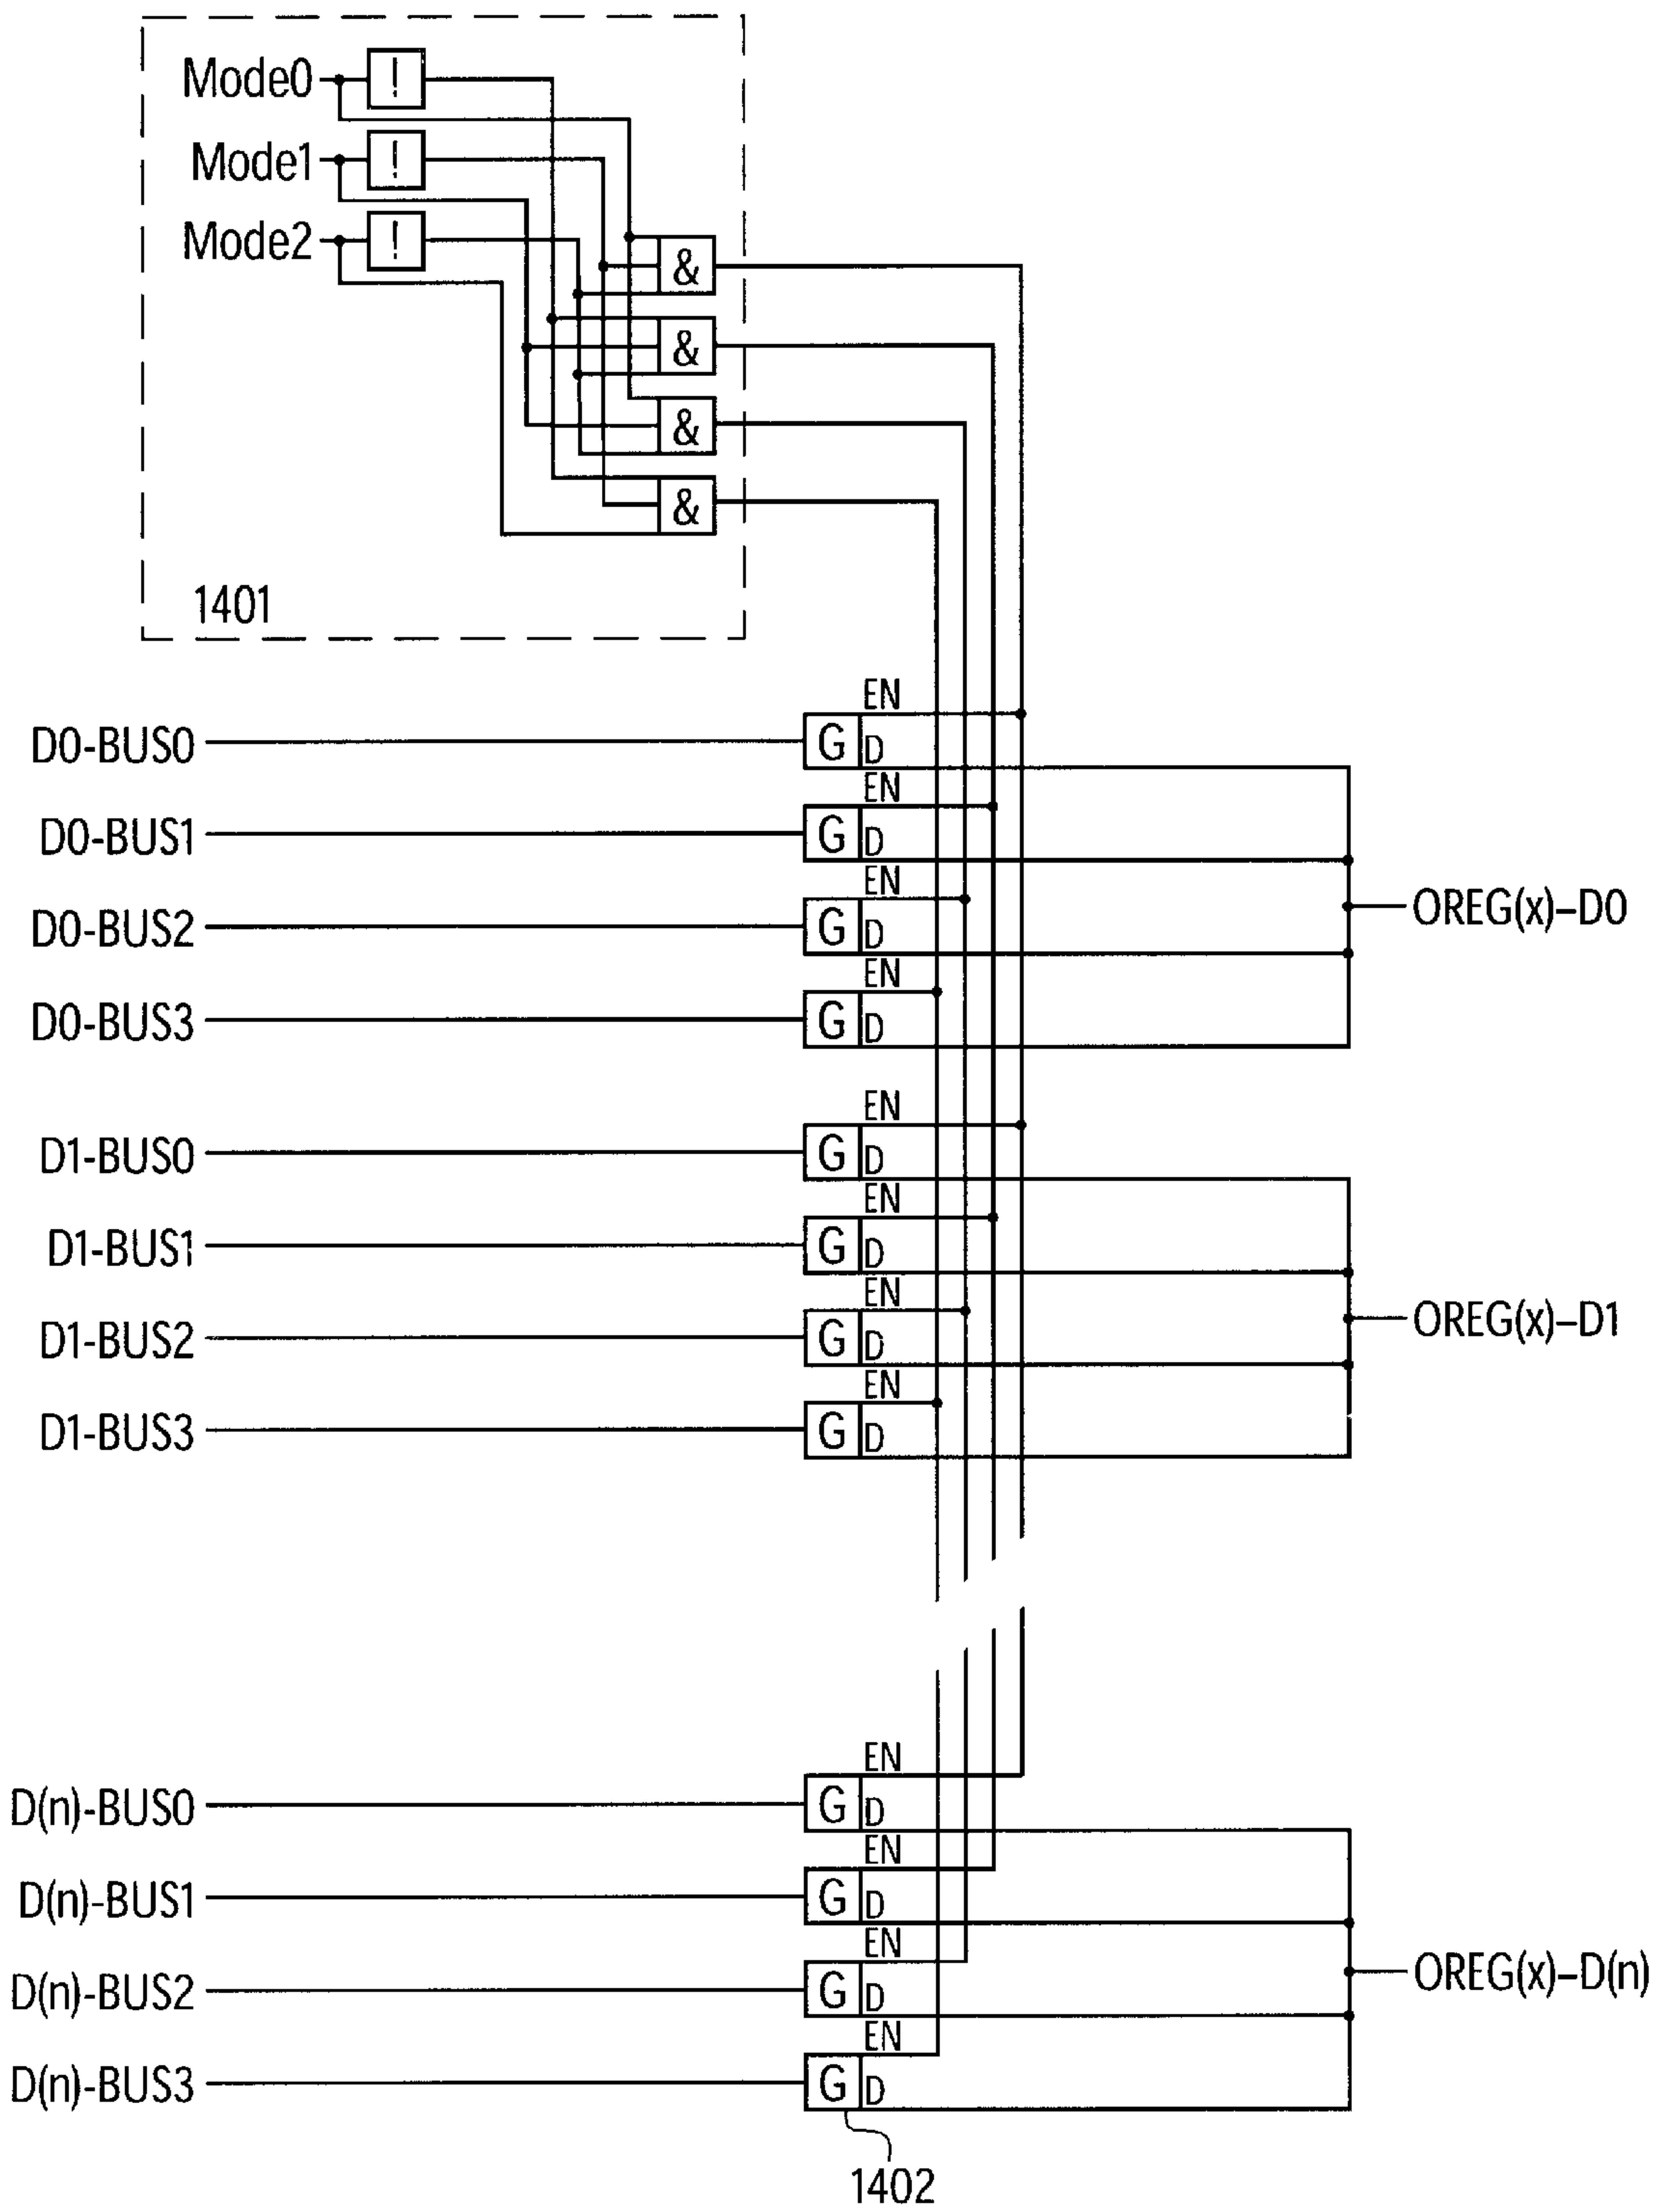 Mode0 !
Mode1 !
Mode2 !
&
&
&
&
1401
EN
D0-BUS0 G D
EN
D0-BUS1 G D
EN
D0-BUS2 G D
EN
D0-BUS3 G D
OREG(x)–D0
EN
D1-BUS0 G D
EN
D1-BUS1 G D
EN
D1-BUS2 G D
EN
D1-BUS3 G D
OREG(x)–D1
EN
D(n)-BUS0 G D
EN
D(n)-BUS1 G D
EN
D(n)-BUS2 G D
EN
D(n)-BUS3 G D
OREG(x)–D(n)
1402